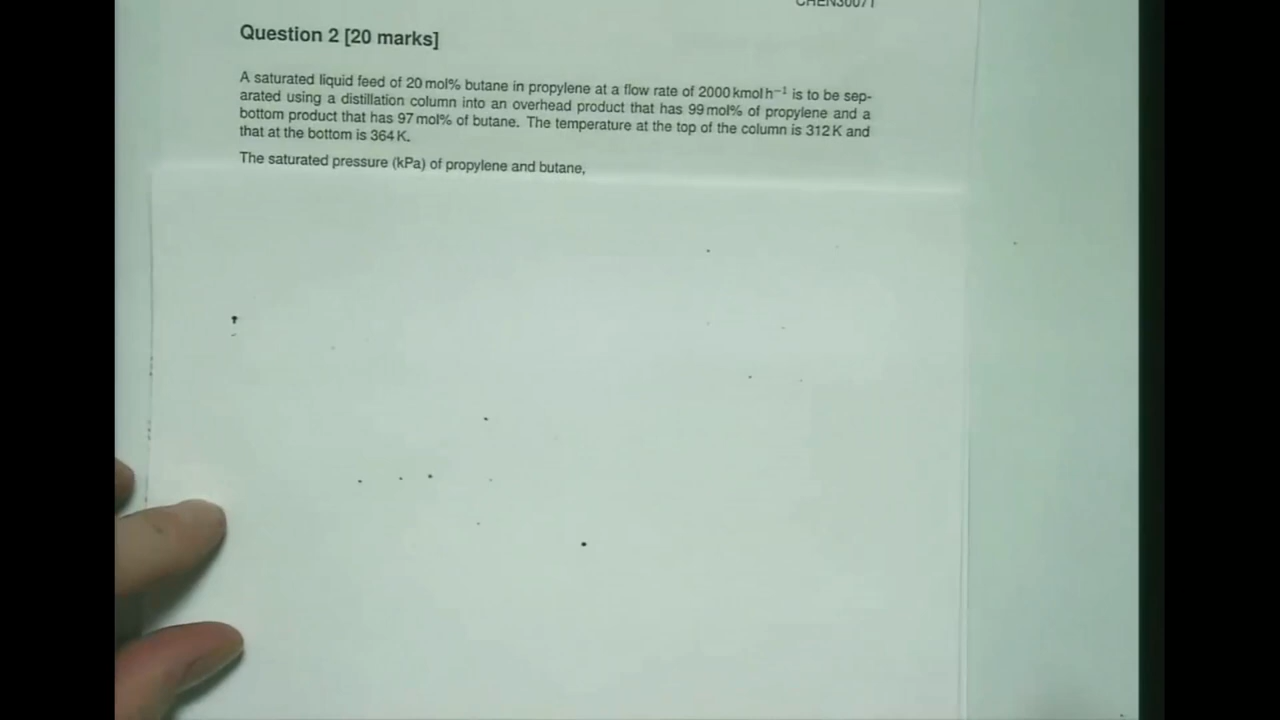 CHEN30071
Question 2 [20 marks]
A saturated liquid feed of 20 mol% butane in propylene at a flow rate of 2000 kmol h⁻¹ is to be sep-
arated using a distillation column into an overhead product that has 99 mol% of propylene and a
bottom product that has 97 mol% of butane. The temperature at the top of the column is 312 K and
that at the bottom is 364 K.
The saturated pressure (kPa) of propylene and butane,